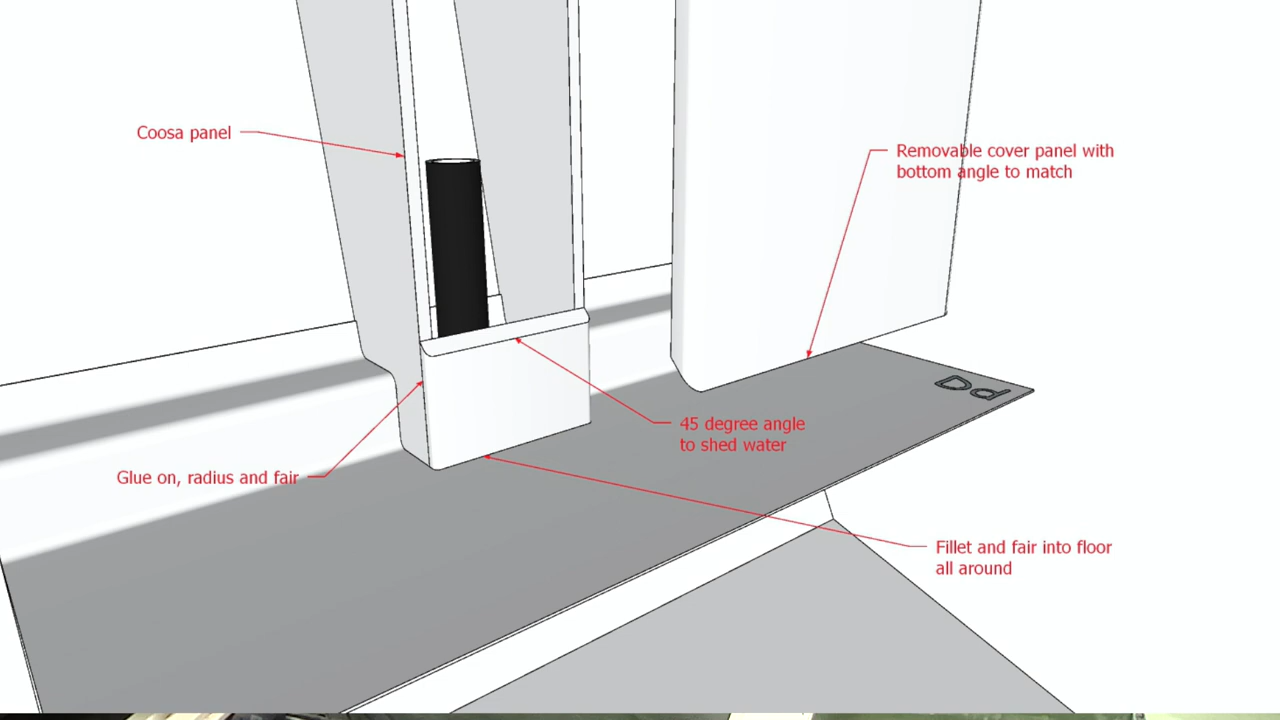 Coosa panel
Removable cover panel with
bottom angle to match
45 degree angle
to shed water
Glue on, radius and fair
Fillet and fair into floor
all around